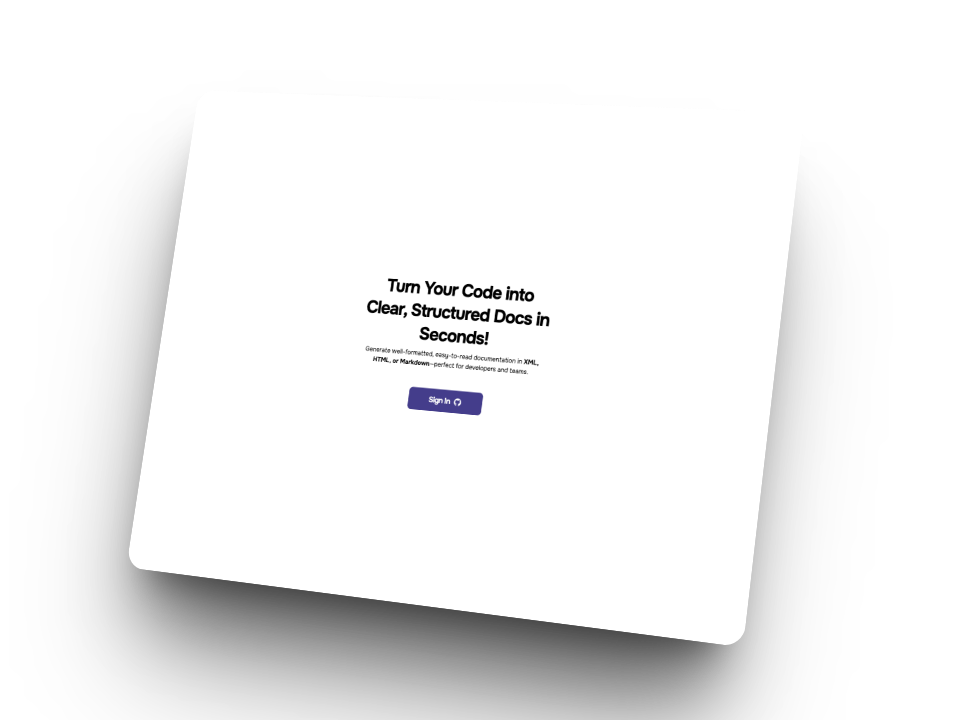 Turn Your Code into
Clear, Structured Docs in
Seconds!
Generate well-formatted, easy-to-read documentation in XML,
HTML, or Markdown—perfect for developers and teams.
Sign In